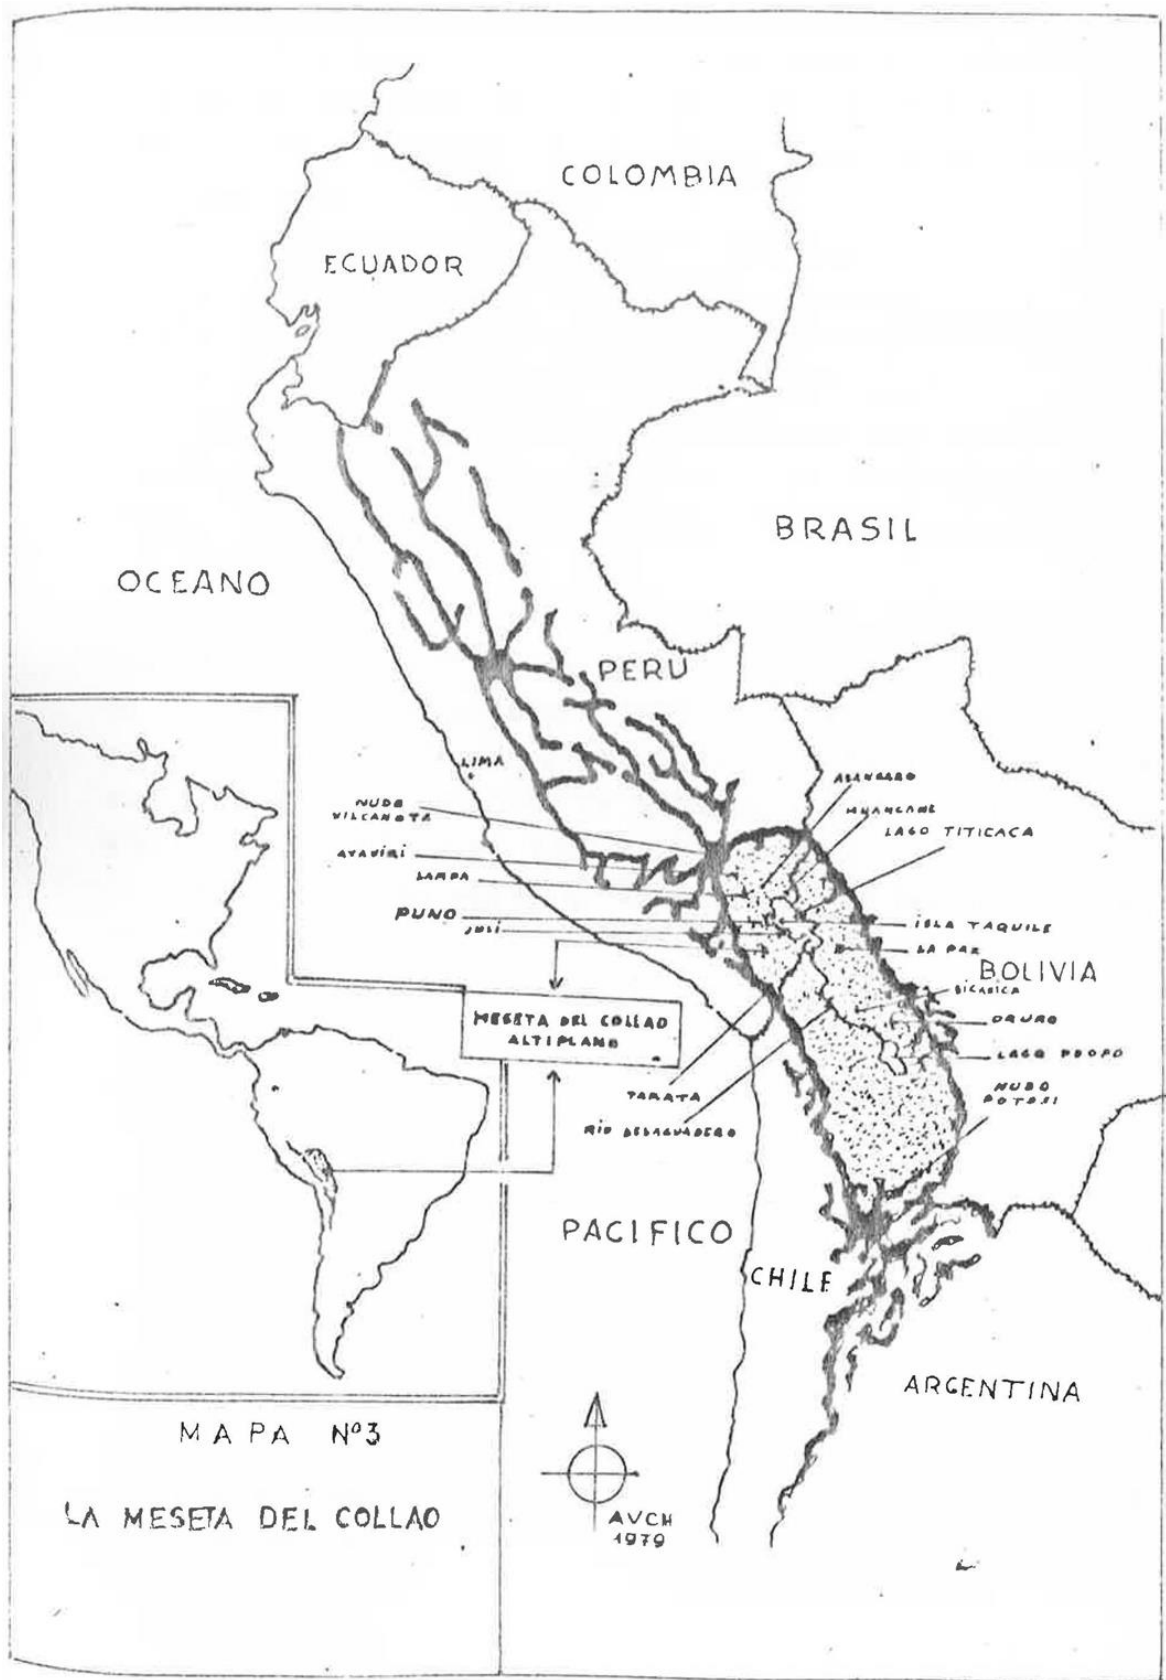 COLOMBIA
ECUADOR
BRASIL
OCEANO
PERU
LIMA
AZANGARO
HUANCANE
LAGO TITICACA
NUDO
VILCANOTA
AYAVIRI
LAMPA
PUNO
JULI
ISLA TAQUILE
LA PAZ
BOLIVIA
SICASICA
ORURO
LAGO POOPO
NUDO
POTOSI
MESETA DEL COLLAO
ALTIPLANO
TARATA
RIO DESAGUADERO
PACIFICO
CHILE
ARGENTINA
MAPA Nº3
LA MESETA DEL COLLAO
AVCH
1979